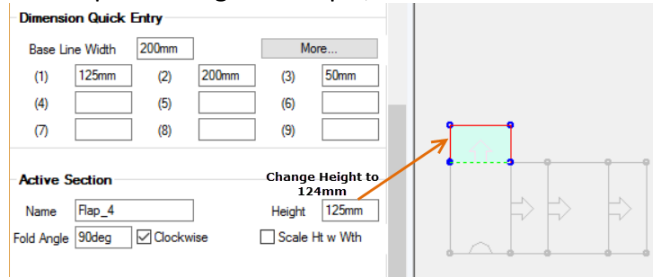 Dimension Quick Entry
Base Line Width 200mm More...
(1) 125mm (2) 200mm (3) 50mm
(4) (5) (6)
(7) (8) (9)
Active Section
Change Height to
124mm
Name Flap_4 Height 125mm
Fold Angle 90deg Clockwise Scale Ht w Wth